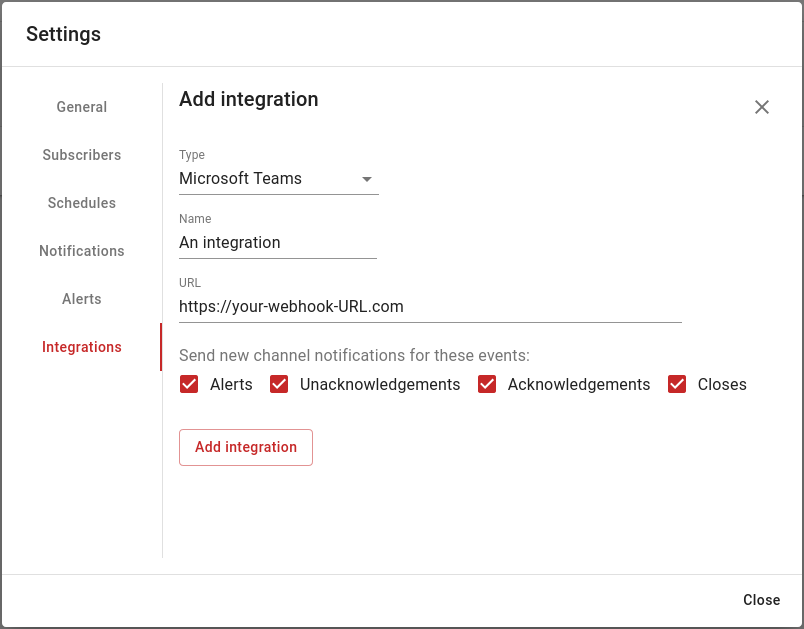 Settings
General
Subscribers
Schedules
Notifications
Alerts
Integrations
Add integration
Type
Microsoft Teams
Name
An integration
URL
https://your-webhook-URL.com
Send new channel notifications for these events:
Alerts Unacknowledgements Acknowledgements Closes
Add integration
Close